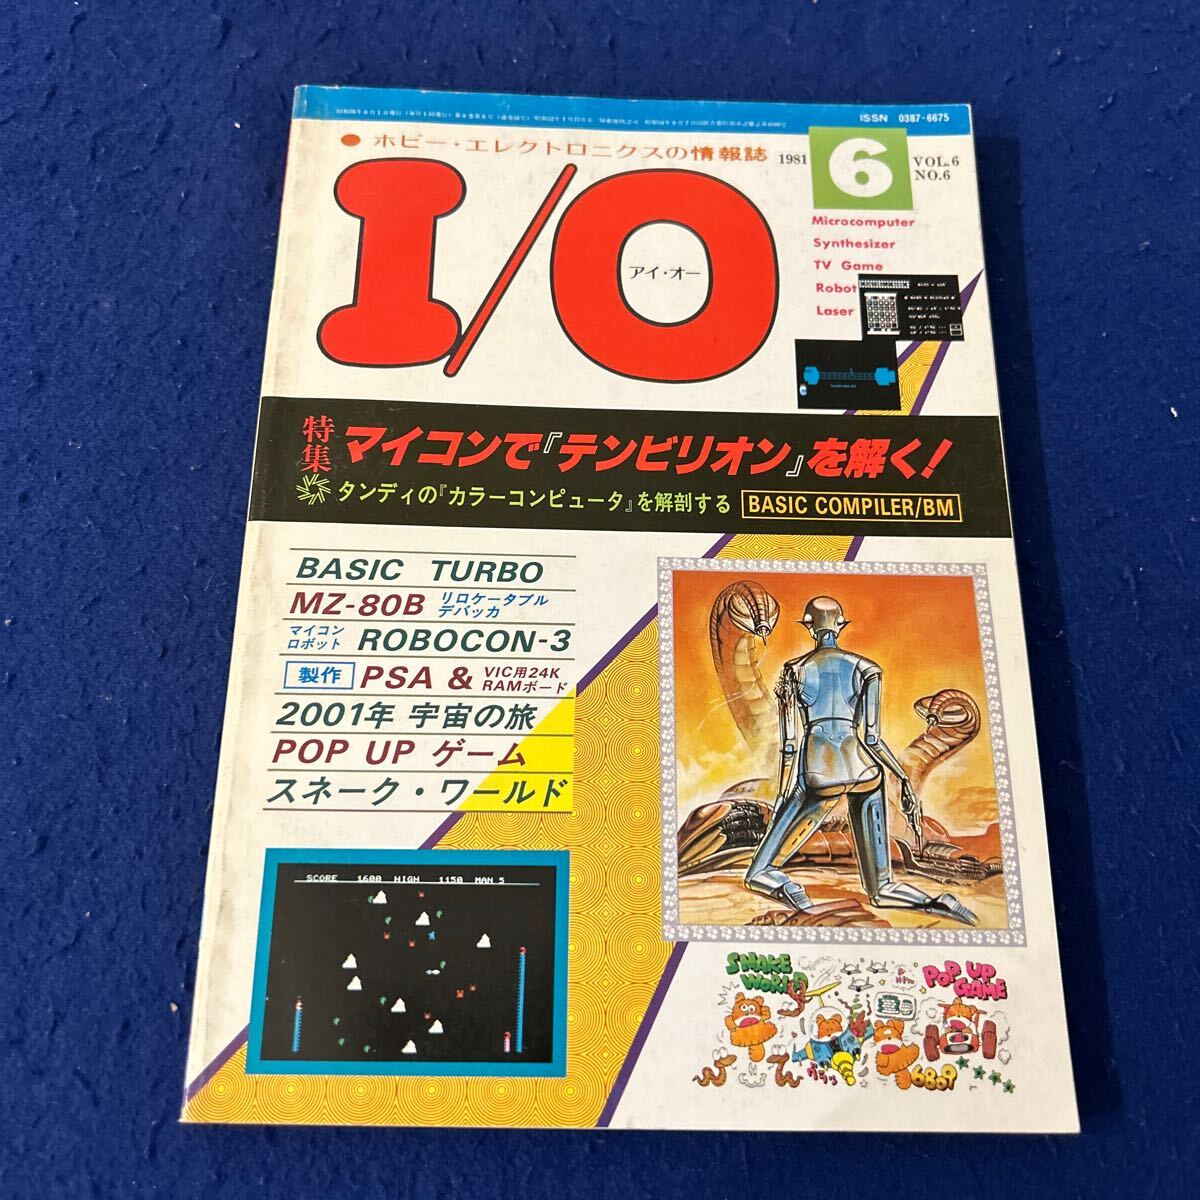 ISSN 0387-6675
● ホビー・エレクトロニクスの情報誌
1981
6
VOL.6
NO.6
I/O
アイ・オー
Microcomputer
Synthesizer
TV Game
Robot
Laser
特集
マイコンで『テンビリオン』を解く!
タンディの『カラーコンピュータ』を解剖する
BASIC COMPILER/BM
BASIC TURBO
MZ-80B リロケータブル
デバッカ
マイコン
ロボット ROBOCON-3
製作 PSA & VIC用24K
RAMボード
2001年 宇宙の旅
POP UP ゲーム
スネーク・ワールド
SCORE 1600 HIGH 1150 MAN 5
SNAKE
WORLD
POP UP
GAME
6809